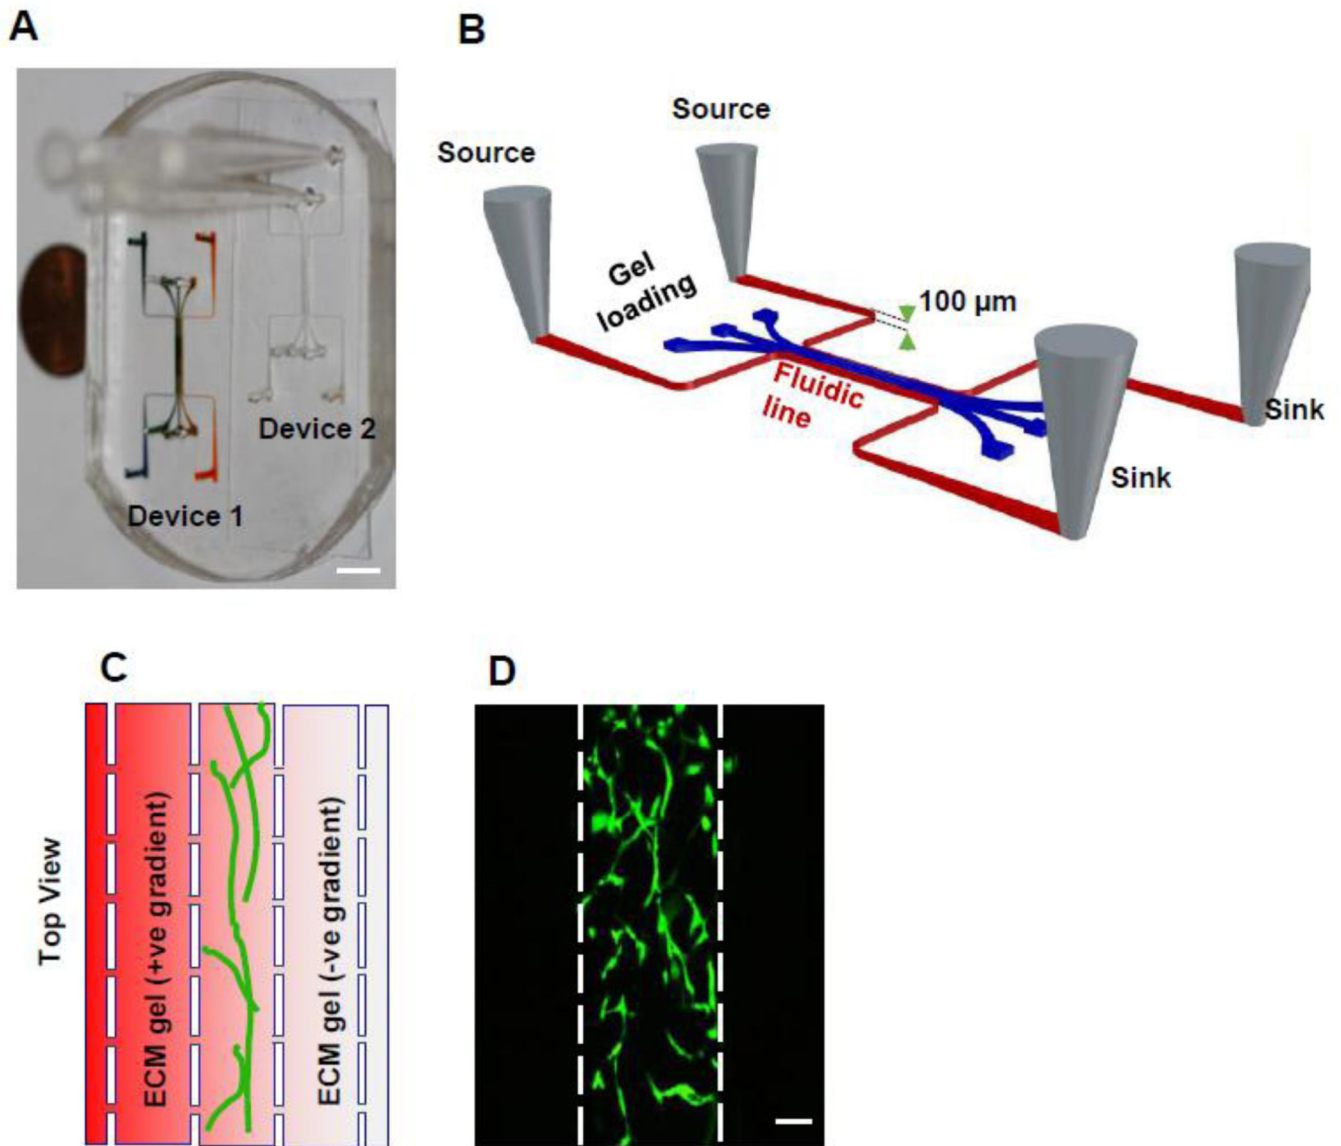 A
B
Source
Source
Gel
loading
100 µm
Fluidic
line
Sink
Sink
Device 2
Device 1
C
D
Top View
ECM gel (+ve gradient)
ECM gel (-ve gradient)